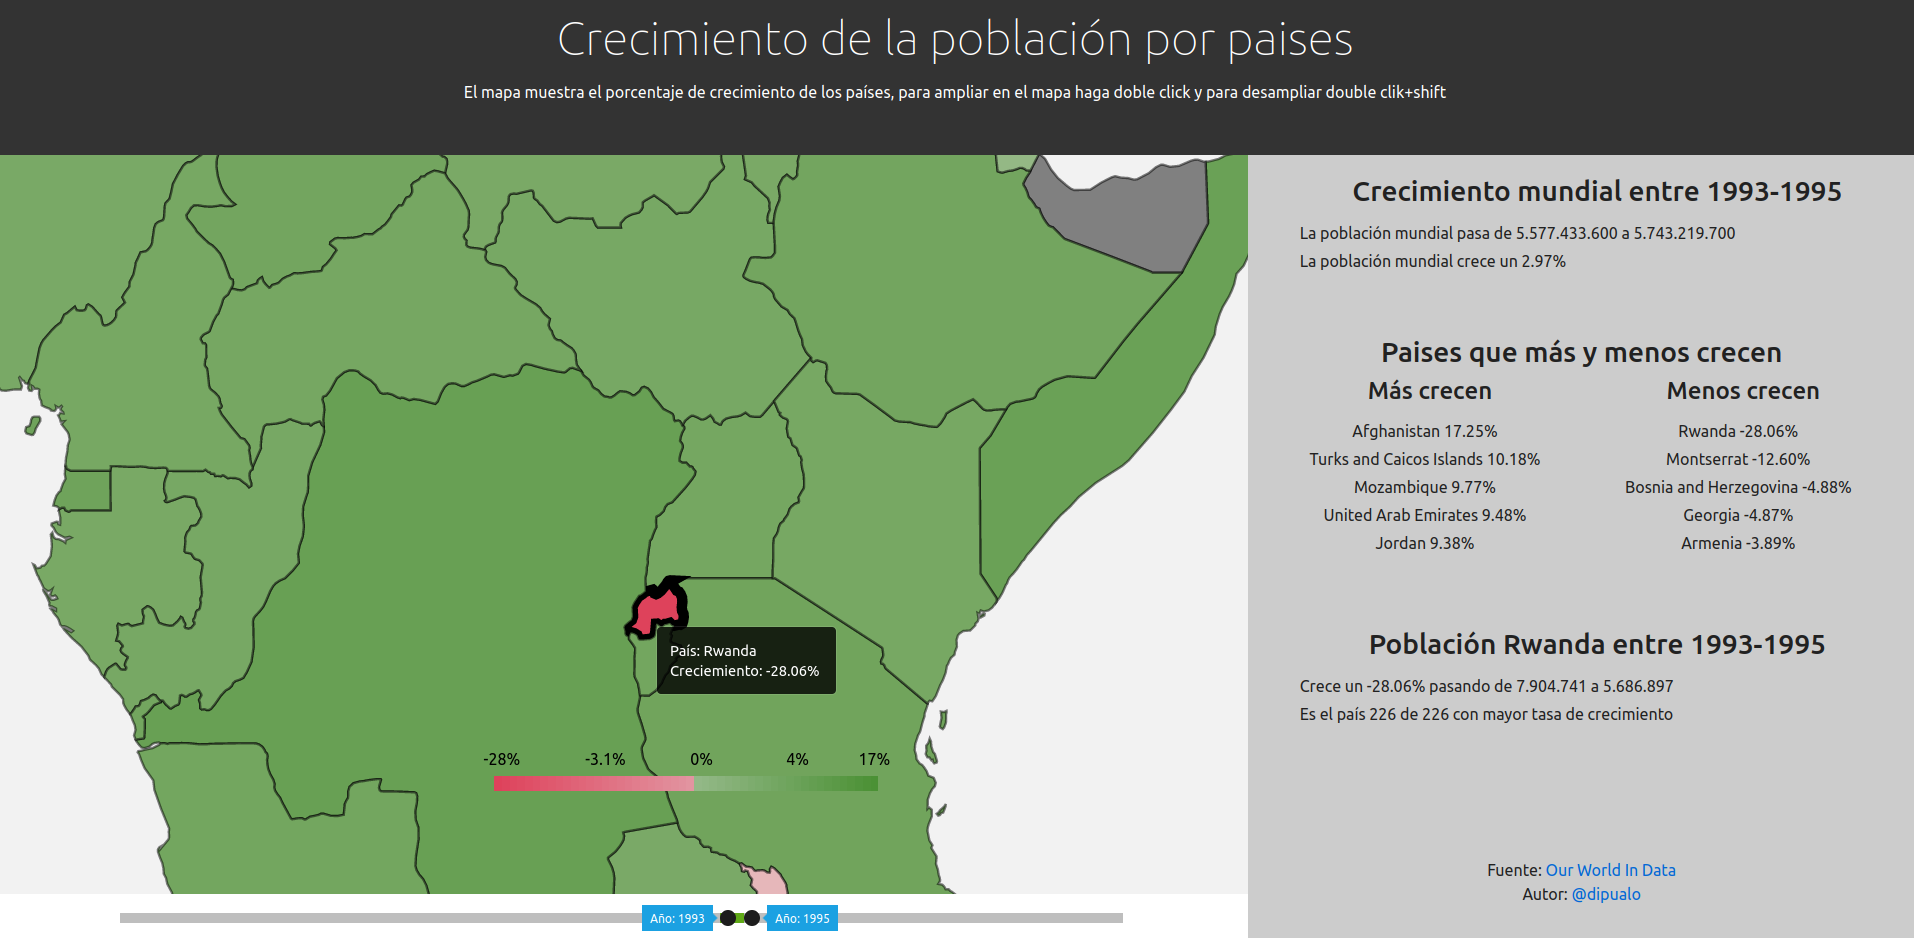 Crecimiento de la población por paises
El mapa muestra el porcentaje de crecimiento de los países, para ampliar en el mapa haga doble click y para desampliar double clik+shift
País: Rwanda
Creciemiento: -28.06%
-28% -3.1% 0% 4% 17%
Año: 1993 Año: 1995
Crecimiento mundial entre 1993-1995
La población mundial pasa de 5.577.433.600 a 5.743.219.700
La población mundial crece un 2.97%
Paises que más y menos crecen
Más crecen
Afghanistan 17.25%
Turks and Caicos Islands 10.18%
Mozambique 9.77%
United Arab Emirates 9.48%
Jordan 9.38%
Menos crecen
Rwanda -28.06%
Montserrat -12.60%
Bosnia and Herzegovina -4.88%
Georgia -4.87%
Armenia -3.89%
Población Rwanda entre 1993-1995
Crece un -28.06% pasando de 7.904.741 a 5.686.897
Es el país 226 de 226 con mayor tasa de crecimiento
Fuente: Our World In Data
Autor: @dipualo